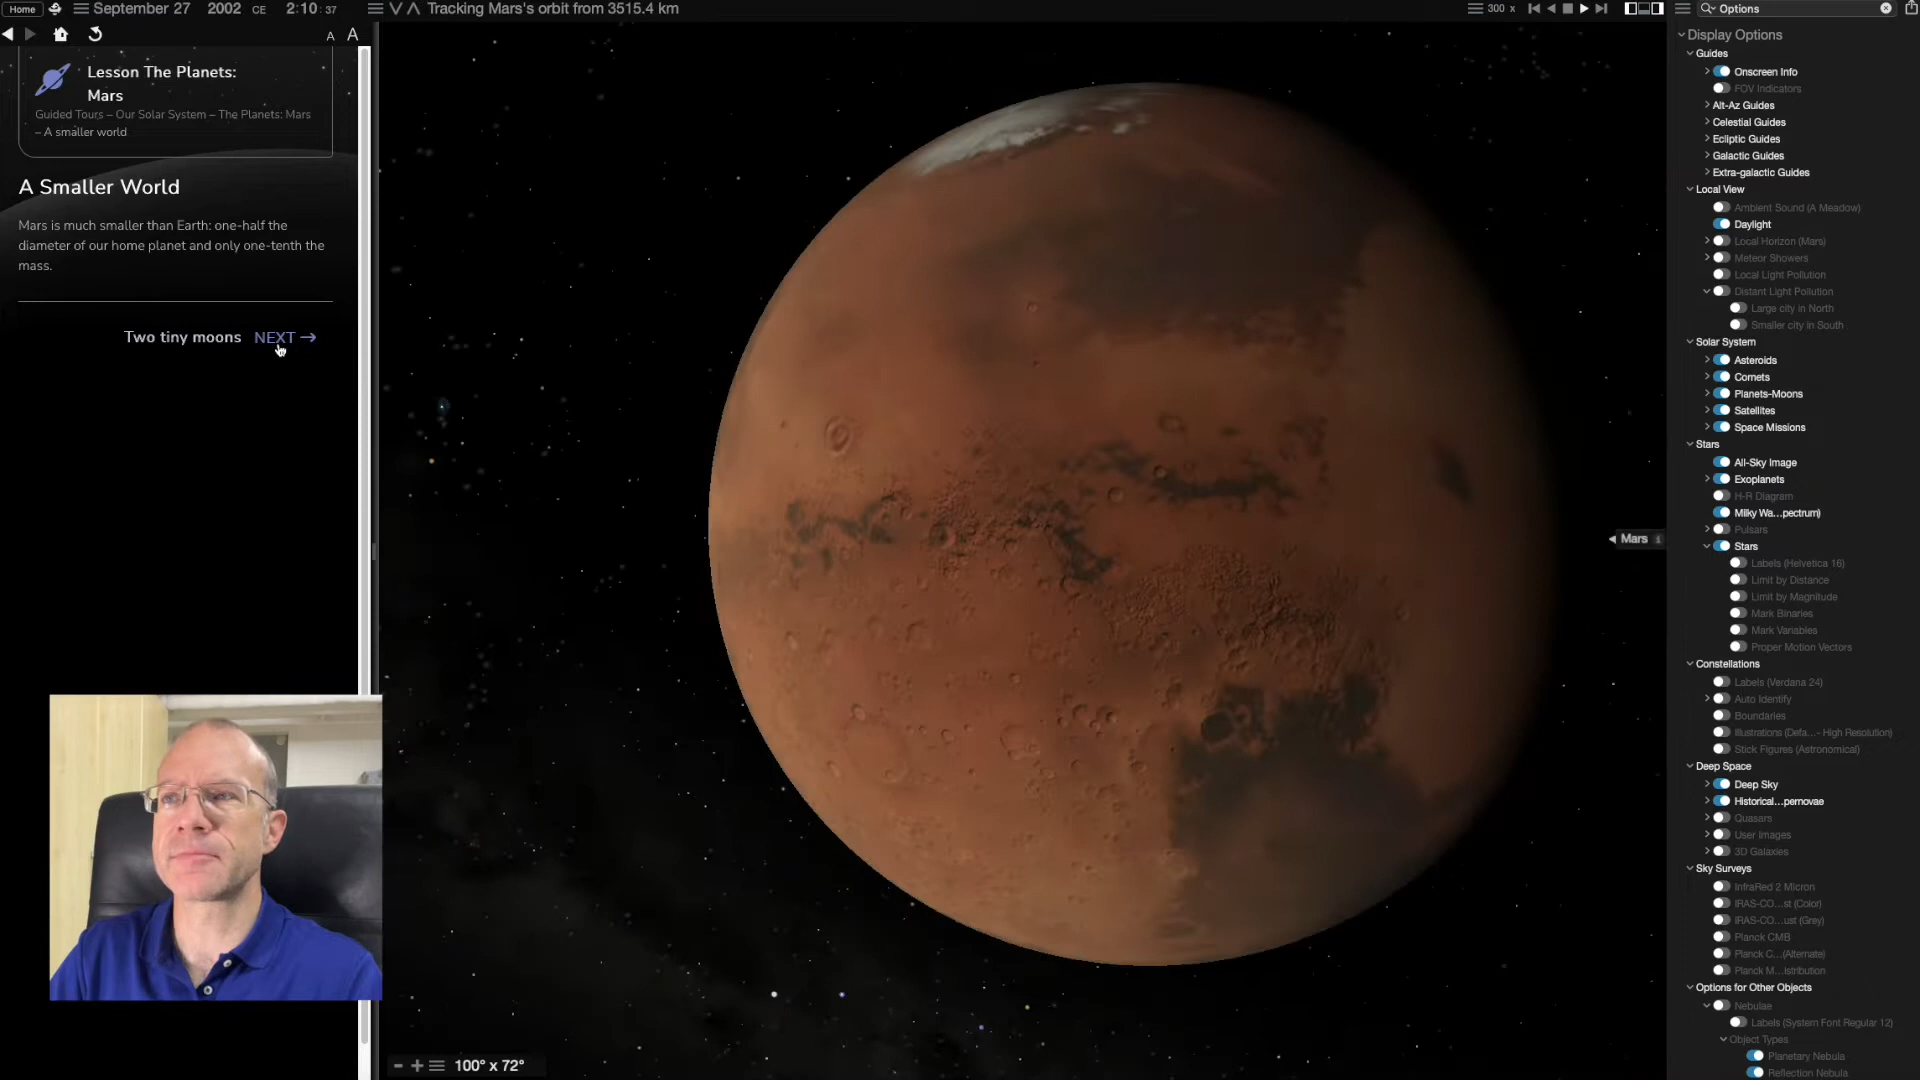 Home
September 27 2002 CE 2:10:37
Tracking Mars's orbit from 3515.4 km
300 x
Options
A A
Lesson The Planets:
Mars
Guided Tours – Our Solar System – The Planets: Mars
– A smaller world
A Smaller World
Mars is much smaller than Earth: one-half the
diameter of our home planet and only one-tenth the
mass.
Two tiny moons NEXT →
Mars i
100° x 72°
Display Options
Guides
Onscreen Info
FOV Indicators
Alt-Az Guides
Celestial Guides
Ecliptic Guides
Galactic Guides
Extra-galactic Guides
Local View
Ambient Sound (A Meadow)
Daylight
Local Horizon (Mars)
Meteor Showers
Local Light Pollution
Distant Light Pollution
Large city in North
Smaller city in South
Solar System
Asteroids
Comets
Planets-Moons
Satellites
Space Missions
Stars
All-Sky Image
Exoplanets
H-R Diagram
Milky Wa...pectrum)
Pulsars
Stars
Labels (Helvetica 16)
Limit by Distance
Limit by Magnitude
Mark Binaries
Mark Variables
Proper Motion Vectors
Constellations
Labels (Verdana 24)
Auto Identify
Boundaries
Illustrations (Defa...- High Resolution)
Stick Figures (Astronomical)
Deep Space
Deep Sky
Historical...pernovae
Quasars
User Images
3D Galaxies
Sky Surveys
InfraRed 2 Micron
IRAS-CO...st (Color)
IRAS-CO...ust (Grey)
Planck CMB
Planck C...(Alternate)
Planck M...istribution
Options for Other Objects
Nebulae
Labels (System Font Regular 12)
Object Types
Planetary Nebula
Reflection Nebula